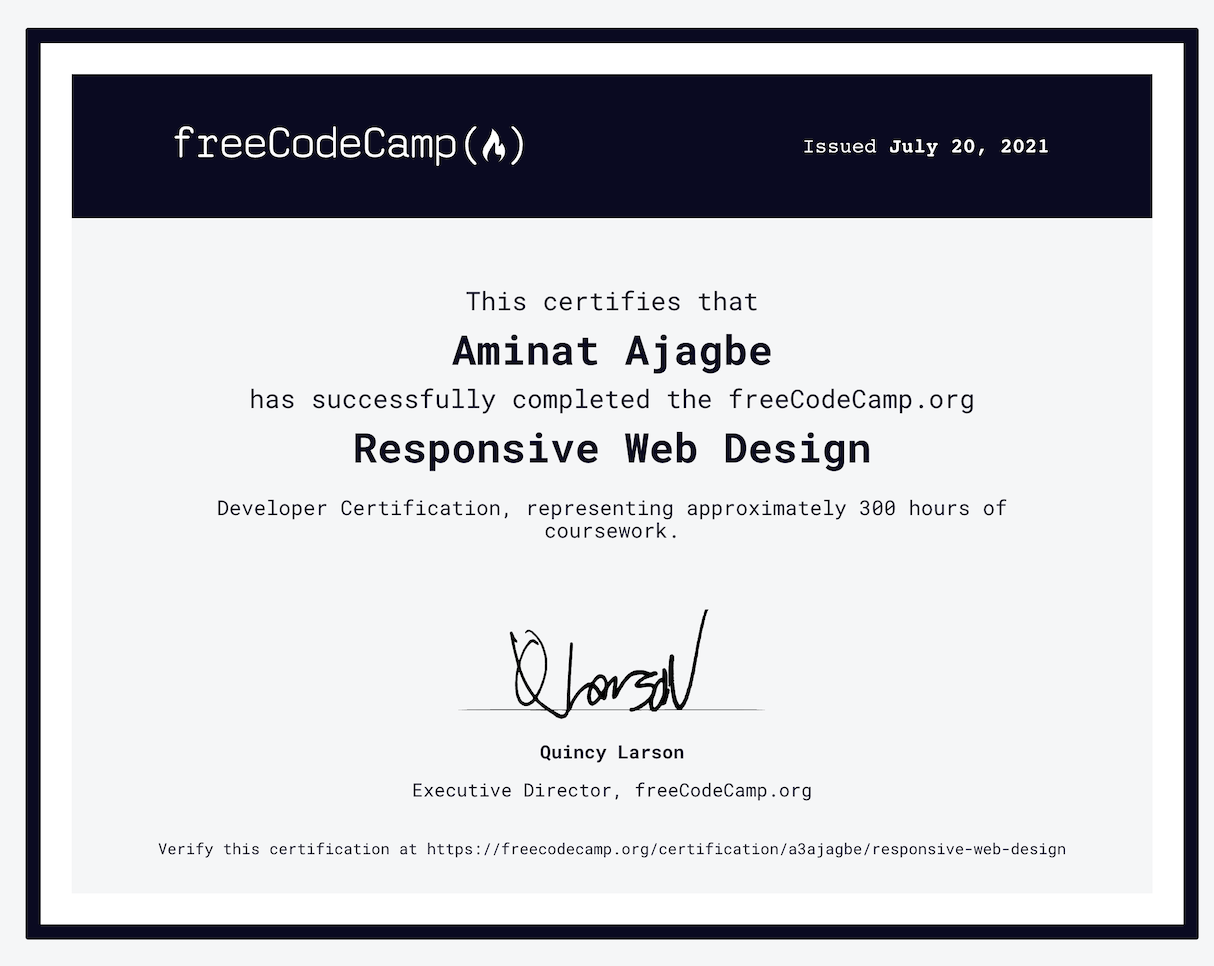 freeCodeCamp()
Issued July 20, 2021
This certifies that
Aminat Ajagbe
has successfully completed the freeCodeCamp.org
Responsive Web Design
Developer Certification, representing approximately 300 hours of
coursework.
Q Larson
Quincy Larson
Executive Director, freeCodeCamp.org
Verify this certification at https://freecodecamp.org/certification/a3ajagbe/responsive-web-design